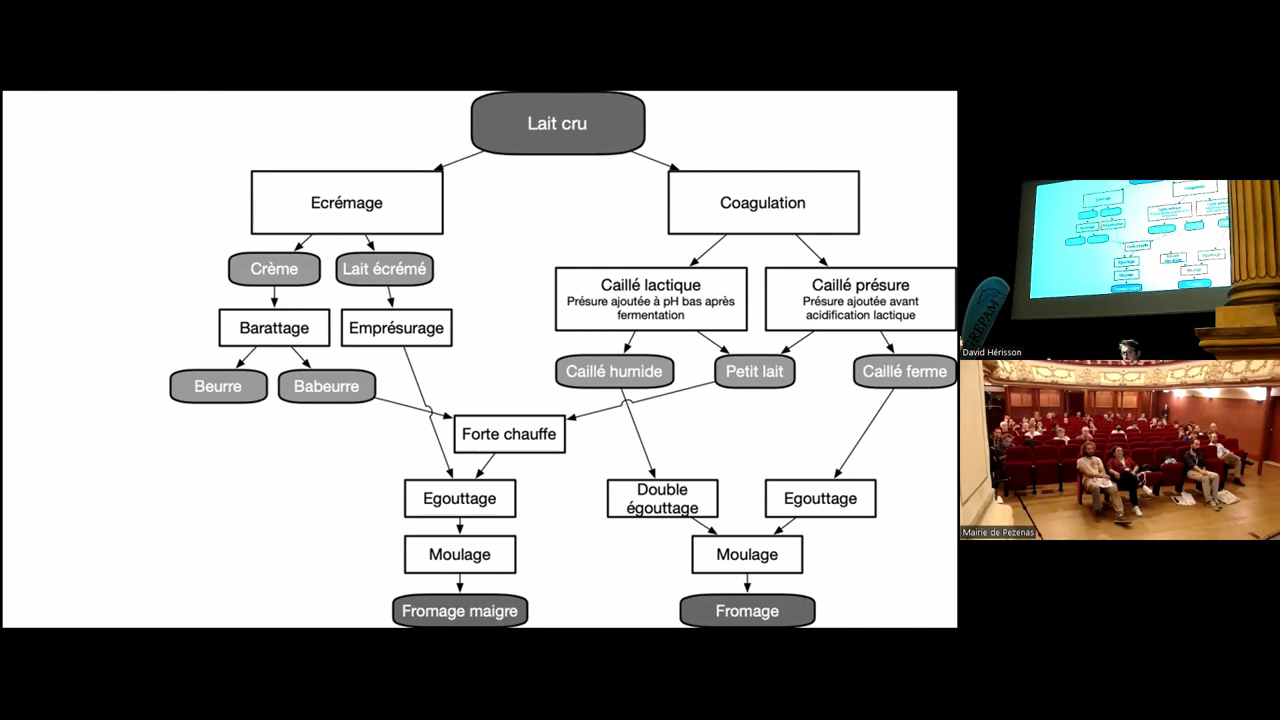 Lait cru
Ecrémage
Coagulation
Crème
Lait écrémé
Caillé lactique
Présure ajoutée à pH bas après
fermentation
Caillé présure
Présure ajoutée avant
acidification lactique
Barattage
Emprésurage
Beurre
Babeurre
Caillé humide
Petit lait
Caillé ferme
Forte chauffe
Egouttage
Double
égouttage
Egouttage
Moulage
Moulage
Fromage maigre
Fromage
GREPAM
David Hérisson
Mairie de Pezenas